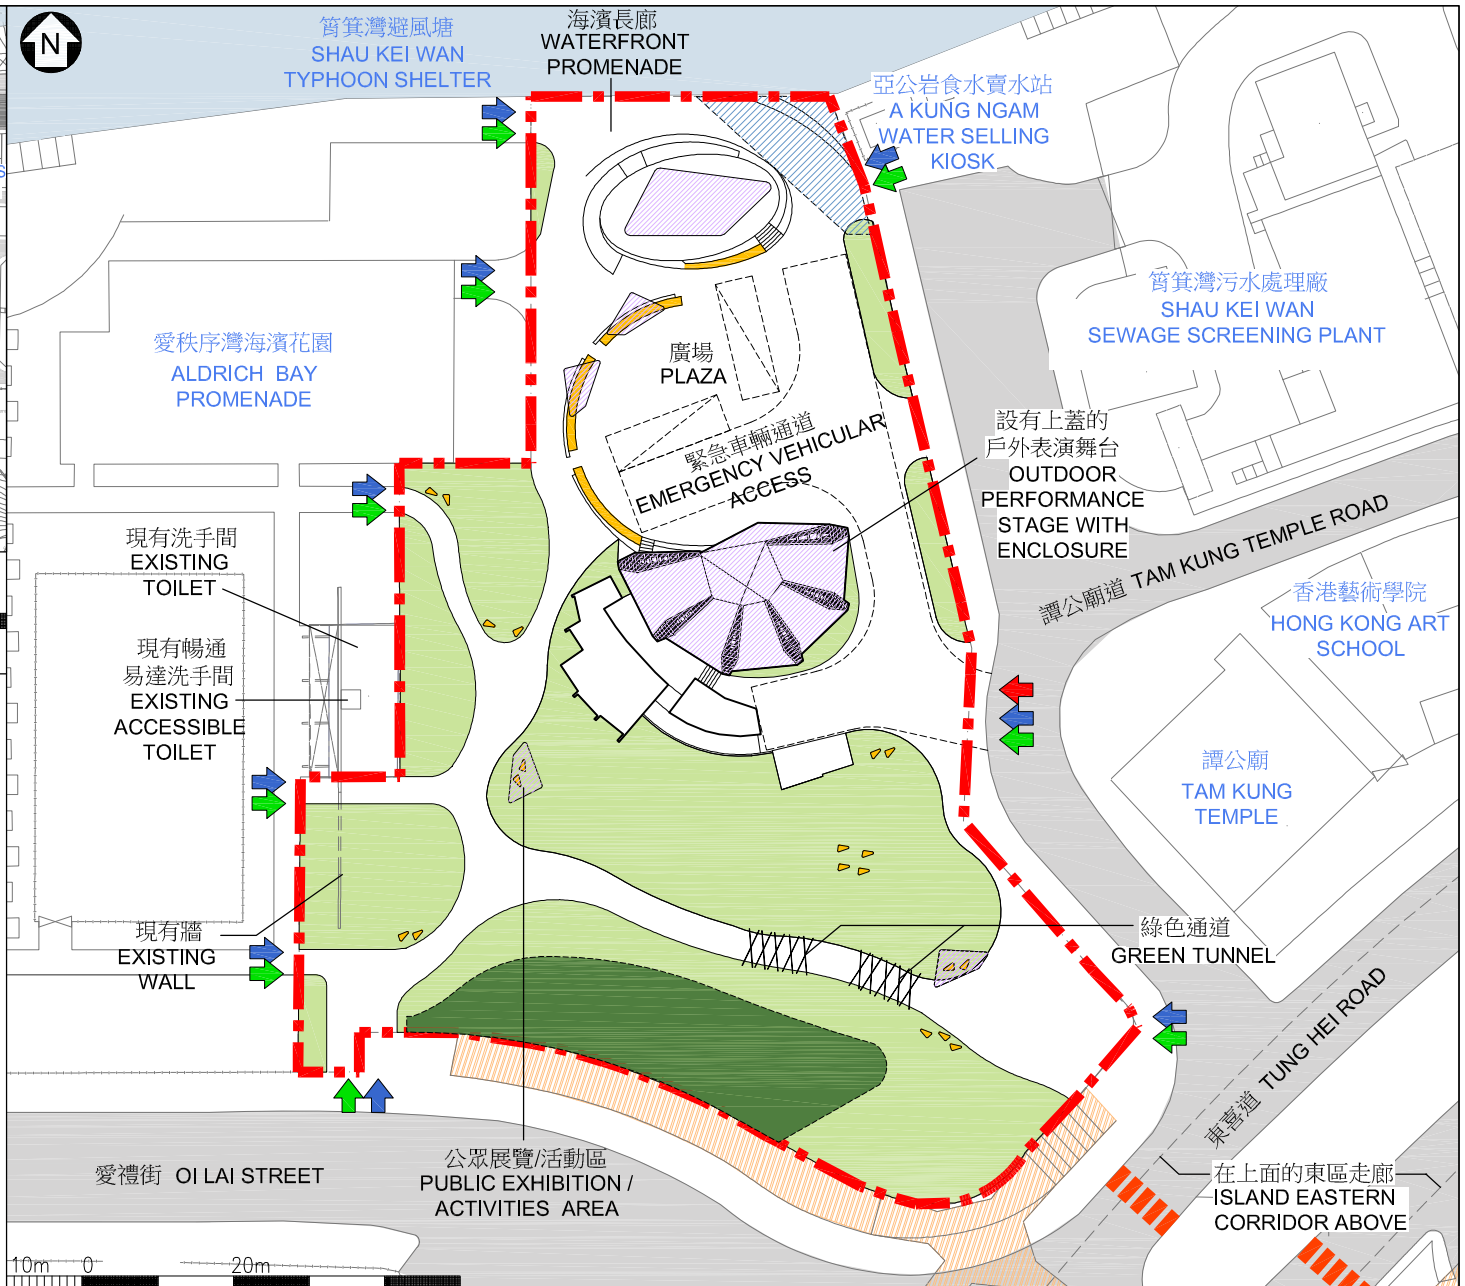 N
筲箕灣避風塘
SHAU KEI WAN
TYPHOON SHELTER
海濱長廊
WATERFRONT
PROMENADE
亞公岩食水賣水站
A KUNG NGAM
WATER SELLING
KIOSK
筲箕灣污水處理廠
SHAU KEI WAN
SEWAGE SCREENING PLANT
愛秩序灣海濱花園
ALDRICH BAY
PROMENADE
廣場
PLAZA
緊急車輛通道
EMERGENCY VEHICULAR
ACCESS
設有上蓋的
戶外表演舞台
OUTDOOR
PERFORMANCE
STAGE WITH
ENCLOSURE
譚公廟道 TAM KUNG TEMPLE ROAD
現有洗手間
EXISTING
TOILET
現有暢通
易達洗手間
EXISTING
ACCESSIBLE
TOILET
香港藝術學院
HONG KONG ART
SCHOOL
譚公廟
TAM KUNG
TEMPLE
現有牆
EXISTING
WALL
綠色通道
GREEN TUNNEL
東喜道 TUNG HEI ROAD
公眾展覽/活動區
PUBLIC EXHIBITION /
ACTIVITIES AREA
愛禮街 OI LAI STREET
在上面的東區走廊
ISLAND EASTERN
CORRIDOR ABOVE
10m 0 20m